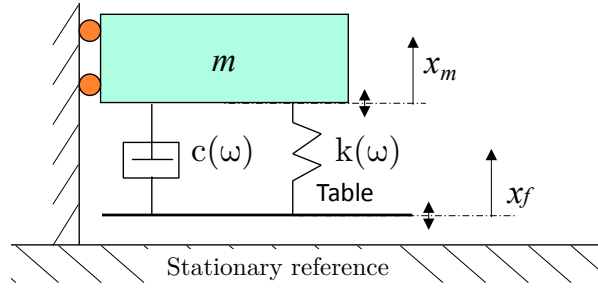 m
x_m
c(ω)
k(ω)
Table
x_f
Stationary reference